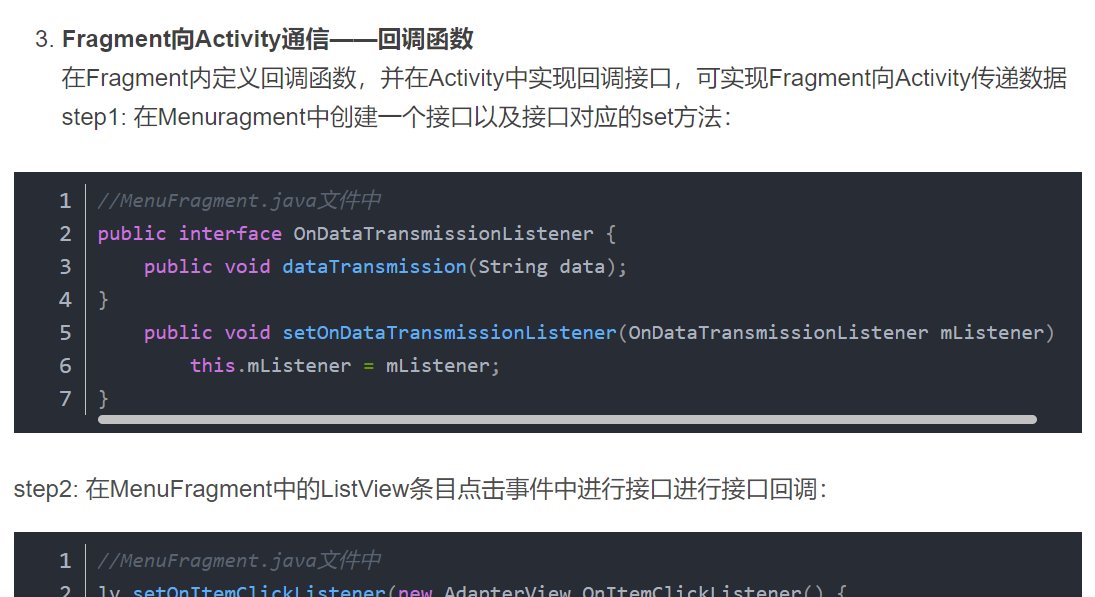 3. Fragment向Activity通信——回调函数
在Fragment内定义回调函数，并在Activity中实现回调接口，可实现Fragment向Activity传递数据
step1: 在Menuragment中创建一个接口以及接口对应的set方法：
1 //MenuFragment.java文件中
2 public interface OnDataTransmissionListener {
3     public void dataTransmission(String data);
4 }
5     public void setOnDataTransmissionListener(OnDataTransmissionListener mListener)
6         this.mListener = mListener;
7 }
step2: 在MenuFragment中的ListView条目点击事件中进行接口进行接口回调：
1 //MenuFragment.java文件中
2 lv.setOnItemClickListener(new AdapterView.OnItemClickListener() {